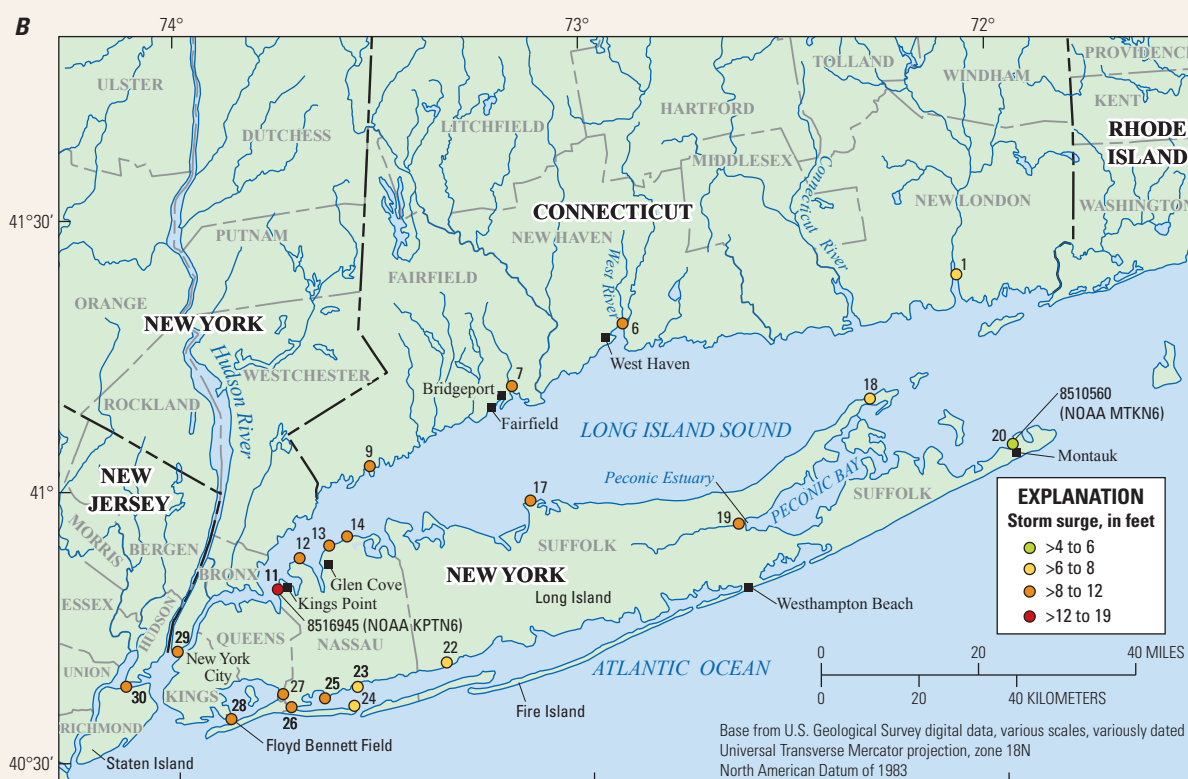 B
74°
73°
72°
ULSTER
DUTCHESS
LITCHFIELD
HARTFORD
TOLLAND
WINDHAM
PROVIDENC
KENT
RHODE
ISLAND
MIDDLESEX
Connecticut River
NEW LONDON
WASHINGTON
41°30'
CONNECTICUT
NEW HAVEN
PUTNAM
FAIRFIELD
West River
1
ORANGE
NEW YORK
6
West Haven
Hudson River
WESTCHESTER
7
Bridgeport
Fairfield
ROCKLAND
18
8510560
(NOAA MTKN6)
LONG ISLAND SOUND
20
Montauk
9
NEW
JERSEY
41°
17
Peconic Estuary
PECONIC BAY
SUFFOLK
19
MORRIS
BERGEN
12
13
14
SUFFOLK
BRONX
11
Glen Cove
Kings Point
NEW YORK
Long Island
8516945 (NOAA KPTN6)
Westhampton Beach
ESSEX
HUDSON
QUEENS
NASSAU
29
New York
City
22
ATLANTIC OCEAN
UNION
30
KINGS
27
25
23
24
28
26
Fire Island
RICHMOND
Floyd Bennett Field
Staten Island
40°30'
EXPLANATION
Storm surge, in feet
>4 to 6
>6 to 8
>8 to 12
>12 to 19
0 20 40 MILES
0 20 40 KILOMETERS
Base from U.S. Geological Survey digital data, various scales, variously dated
Universal Transverse Mercator projection, zone 18N
North American Datum of 1983